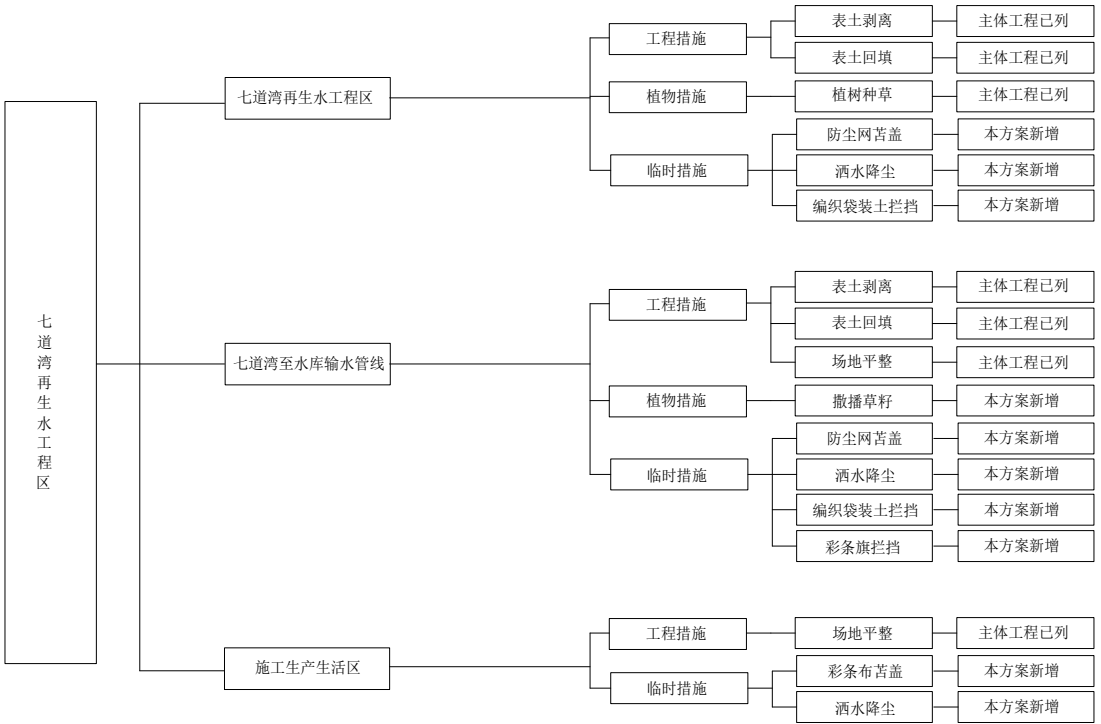 七道湾再生水工程区
七道湾再生水工程区
工程措施
表土剥离
主体工程已列
表土回填
主体工程已列
植物措施
植树种草
主体工程已列
临时措施
防尘网苫盖
本方案新增
洒水降尘
本方案新增
编织袋装土拦挡
本方案新增
七道湾至水库输水管线
工程措施
表土剥离
主体工程已列
表土回填
主体工程已列
场地平整
主体工程已列
植物措施
撒播草籽
本方案新增
临时措施
防尘网苫盖
本方案新增
洒水降尘
本方案新增
编织袋装土拦挡
本方案新增
彩条旗拦挡
本方案新增
施工生产生活区
工程措施
场地平整
主体工程已列
临时措施
彩条布苫盖
本方案新增
洒水降尘
本方案新增